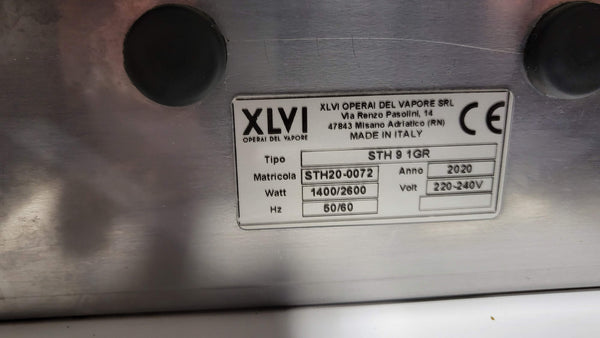 XLVI
OPERAI DEL VAPORE
XLVI OPERAI DEL VAPORE SRL
Via Renzo Pasolini, 14
47843 Misano Adriatico (RN)
MADE IN ITALY
CE
Tipo STH 9 1GR
Matricola STH20-0072 Anno 2020
Watt 1400/2600 Volt 220-240V
Hz 50/60